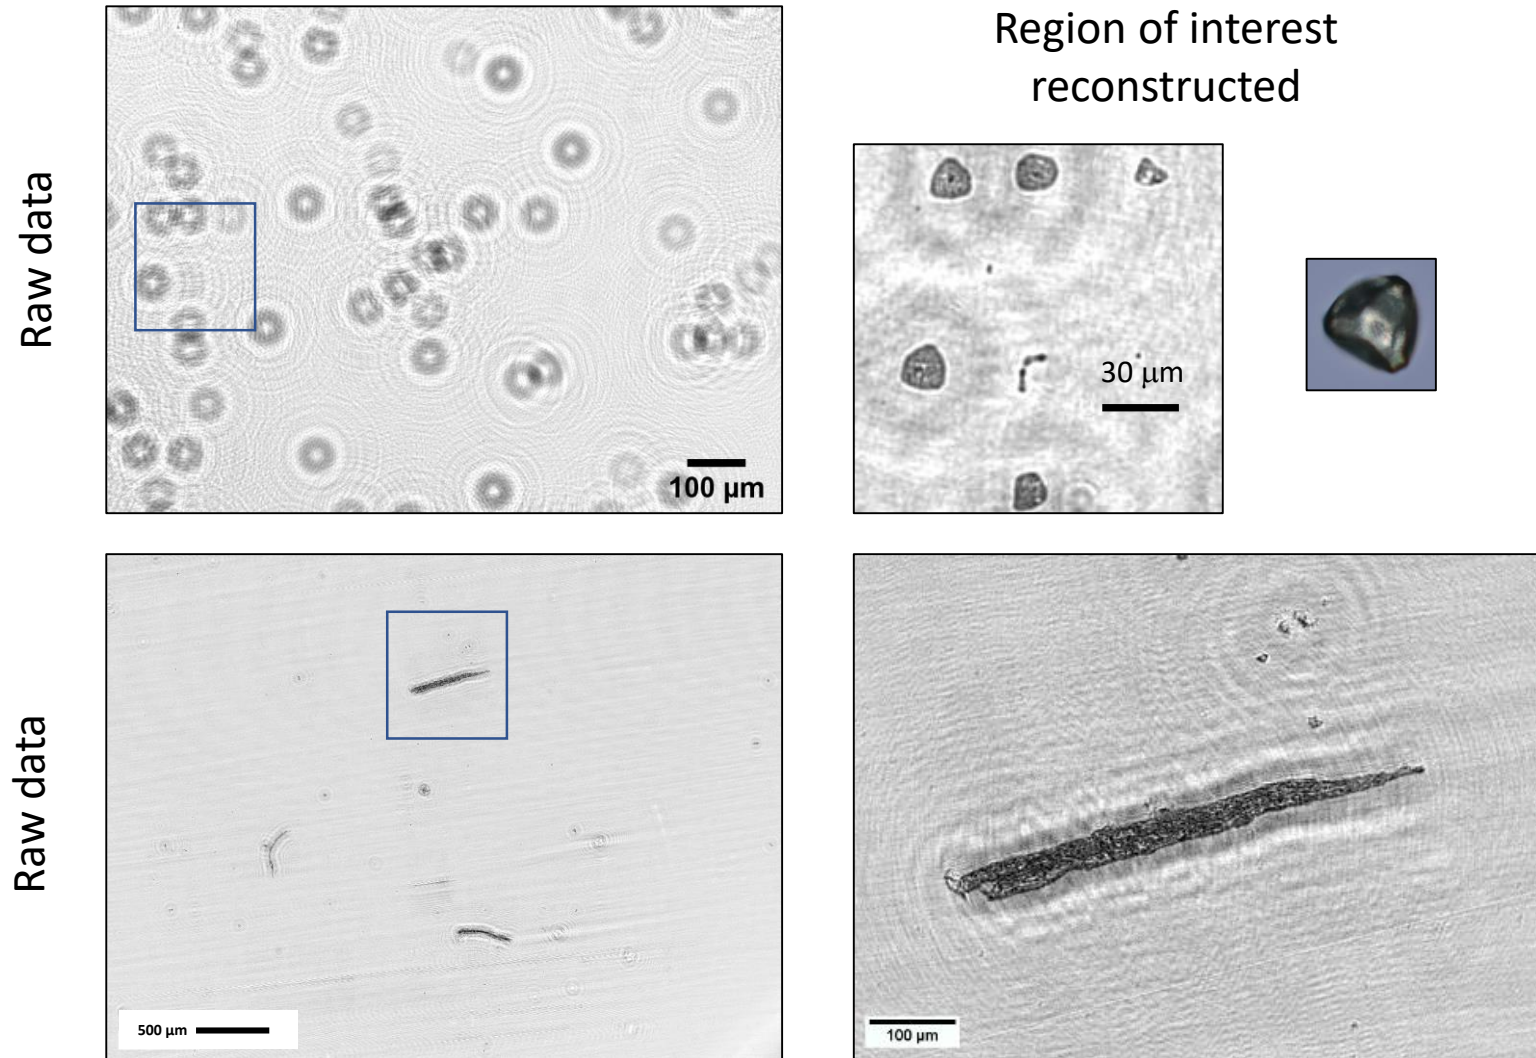 Region of interest
reconstructed
Raw data
100 µm
30 µm
Raw data
500 µm
100 µm